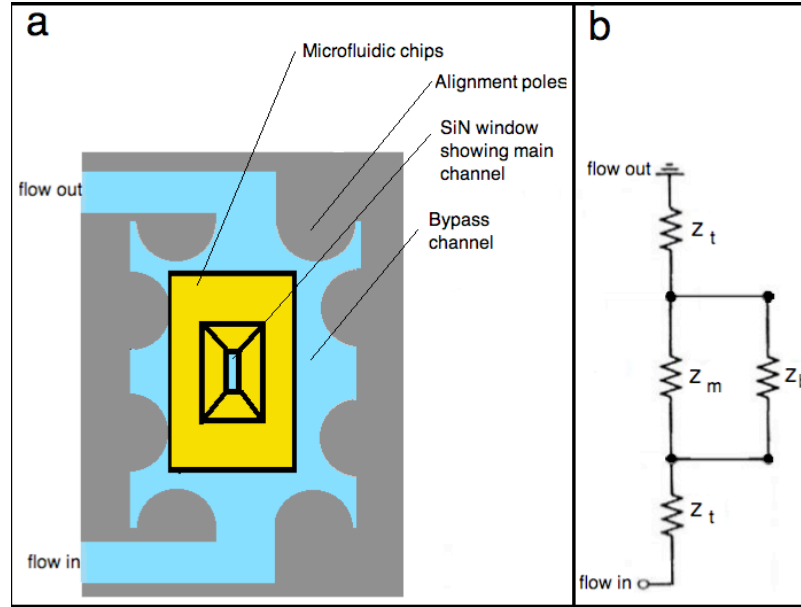 a
Microfluidic chips
Alignment poles
SiN window
showing main
channel
Bypass
channel
flow out
flow in
b
flow out
Z t
Z m
Z
Z t
flow in